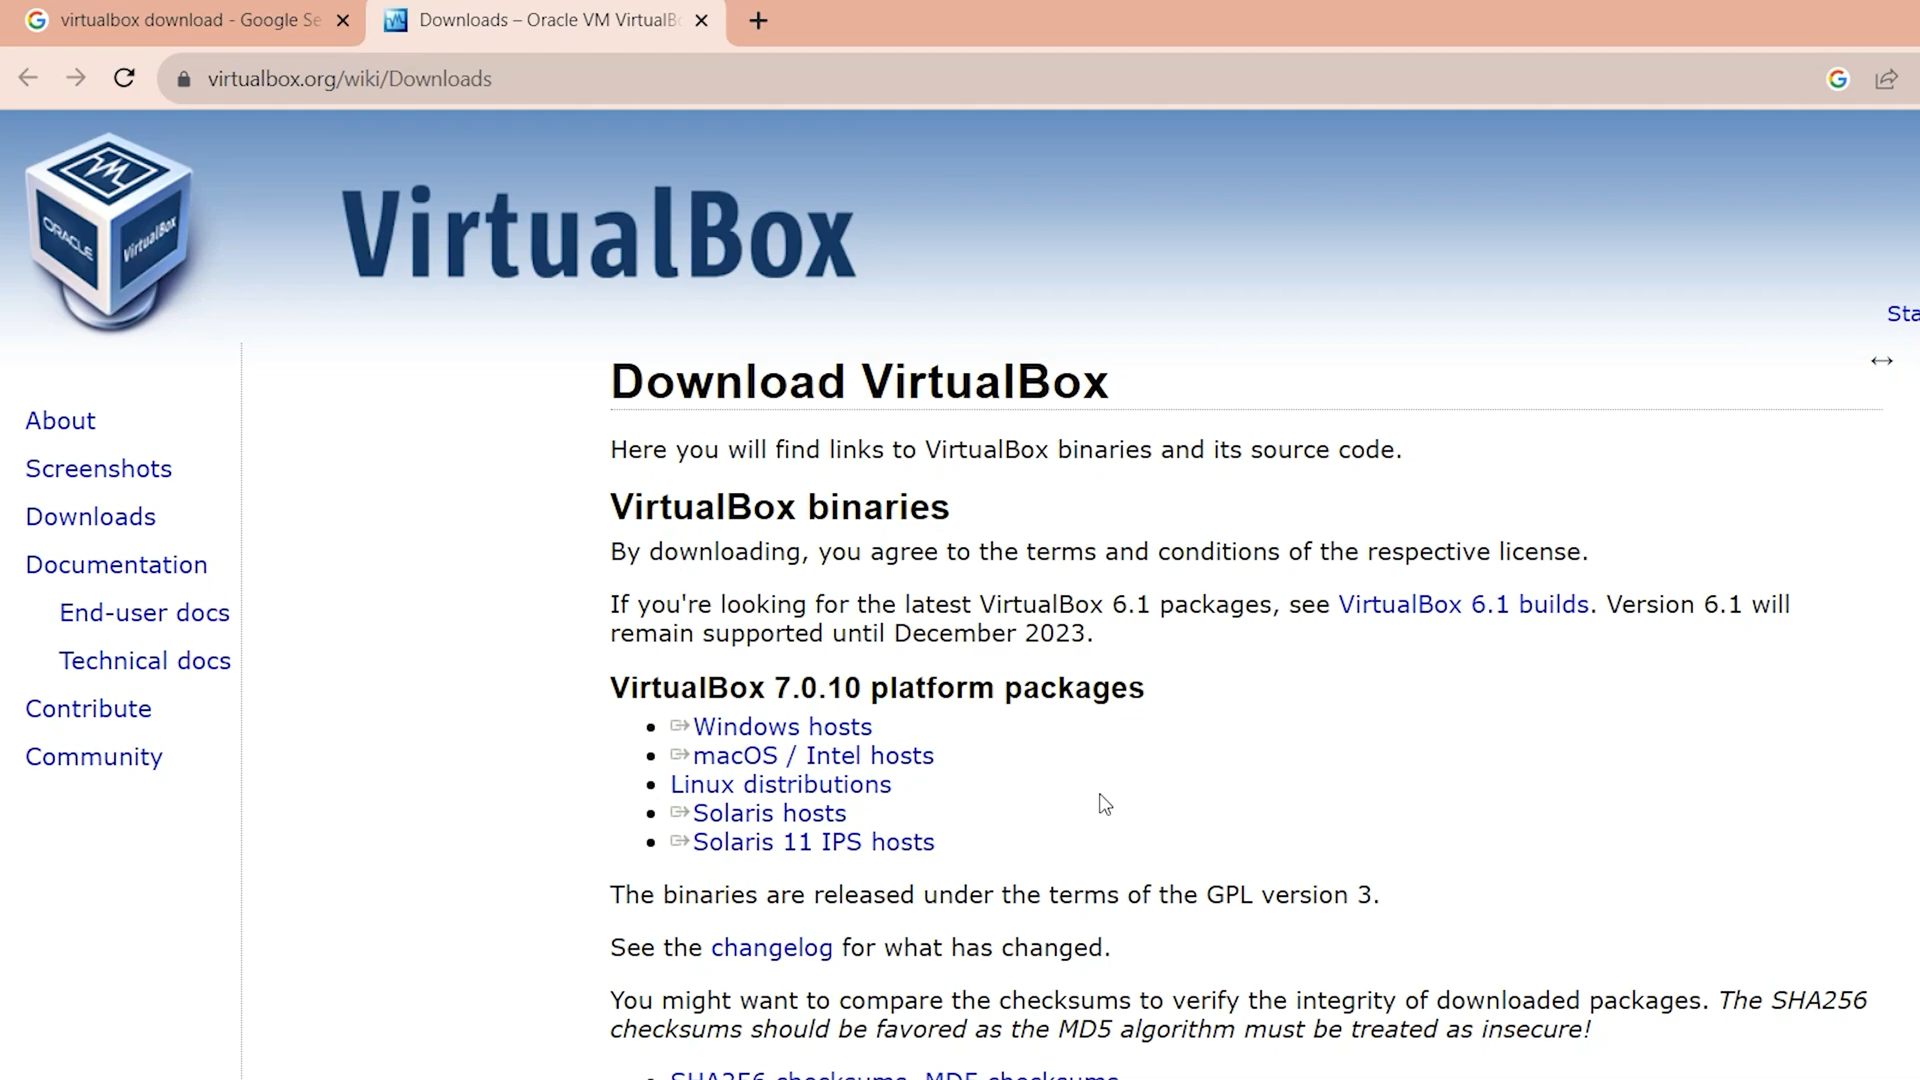 virtualbox download - Google Se
Downloads – Oracle VM VirtualB
virtualbox.org/wiki/Downloads
ORACLE
VirtualBox
VirtualBox
Sta
Download VirtualBox
About
Screenshots
Downloads
Documentation
End-user docs
Technical docs
Contribute
Community
Here you will find links to VirtualBox binaries and its source code.
VirtualBox binaries
By downloading, you agree to the terms and conditions of the respective license.
If you're looking for the latest VirtualBox 6.1 packages, see VirtualBox 6.1 builds. Version 6.1 will
remain supported until December 2023.
VirtualBox 7.0.10 platform packages
Windows hosts
macOS / Intel hosts
Linux distributions
Solaris hosts
Solaris 11 IPS hosts
The binaries are released under the terms of the GPL version 3.
See the changelog for what has changed.
You might want to compare the checksums to verify the integrity of downloaded packages. The SHA256
checksums should be favored as the MD5 algorithm must be treated as insecure!
SHA256 checksums, MD5 checksums